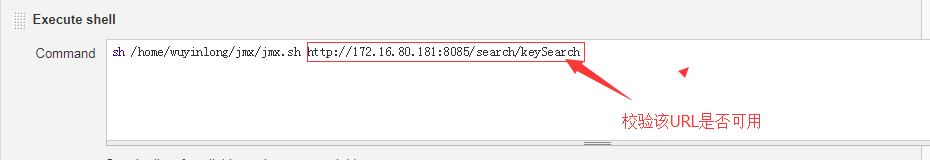 Execute shell
Command
sh /home/wuyinlong/jmx/jmx.sh http://172.16.80.181:8085/search/keySearch
校验该URL是否可用